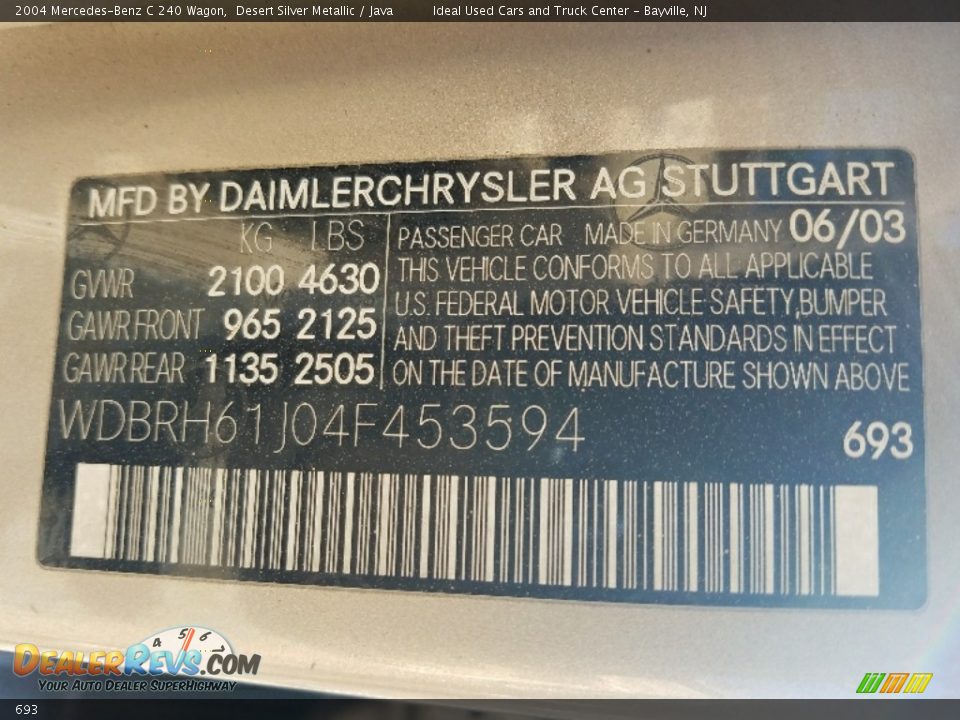 2004 Mercedes-Benz C 240 Wagon, Desert Silver Metallic / Java Ideal Used Cars and Truck Center - Bayville, NJ
MFD BY DAIMLERCHRYSLER AG STUTTGART
KG LBS
GVWR 2100 4630
GAWR FRONT 965 2125
GAWR REAR 1135 2505
PASSENGER CAR MADE IN GERMANY 06/03
THIS VEHICLE CONFORMS TO ALL APPLICABLE
U.S. FEDERAL MOTOR VEHICLE SAFETY,BUMPER
AND THEFT PREVENTION STANDARDS IN EFFECT
ON THE DATE OF MANUFACTURE SHOWN ABOVE
WDBRH61J04F453594
693
4 5 6
DEALERREVS.COM
YOUR AUTO DEALER SUPERHIGHWAY
693